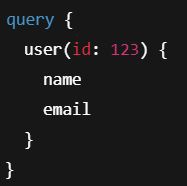 query {
  user(id: 123) {
    name
    email
  }
}